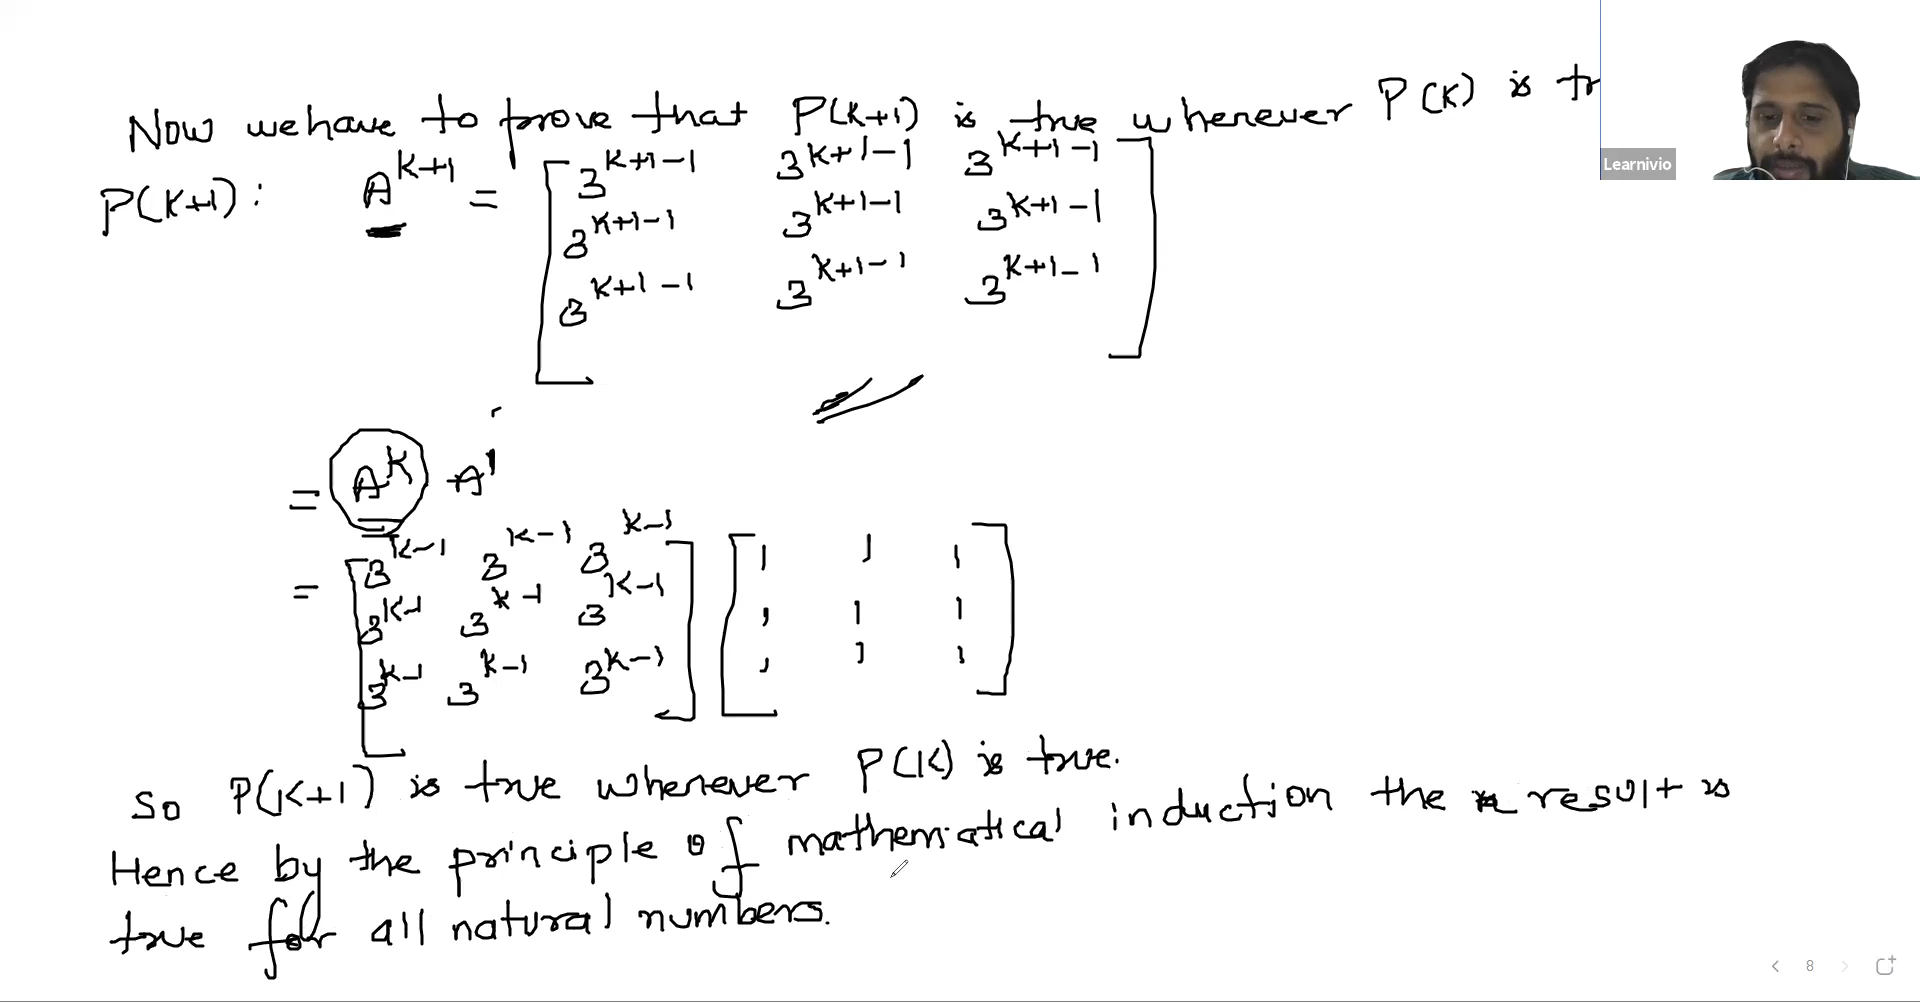 Now we have to prove that P(K+1) is true whenever P(K) is tr
P(K+1) : A^K+1 = [ 3^K+1-1 3^K+1-1 3^K+1-1
3^K+1-1 3^K+1-1 3^K+1-1
3^K+1-1 3^K+1-1 3^K+1-1 ]
= A^K · A^1
= [ 3^K-1 3^K-1 3^K-1 ] [ 1 1 1
3^K-1 3^K-1 3^K-1 1 1 1
3^K-1 3^K-1 3^K-1 1 1 1 ]
So P(K+1) is true whenever P(K) is true.
Hence by the principle of mathematical induction the result is
true for all natural numbers.
Learnivio
8